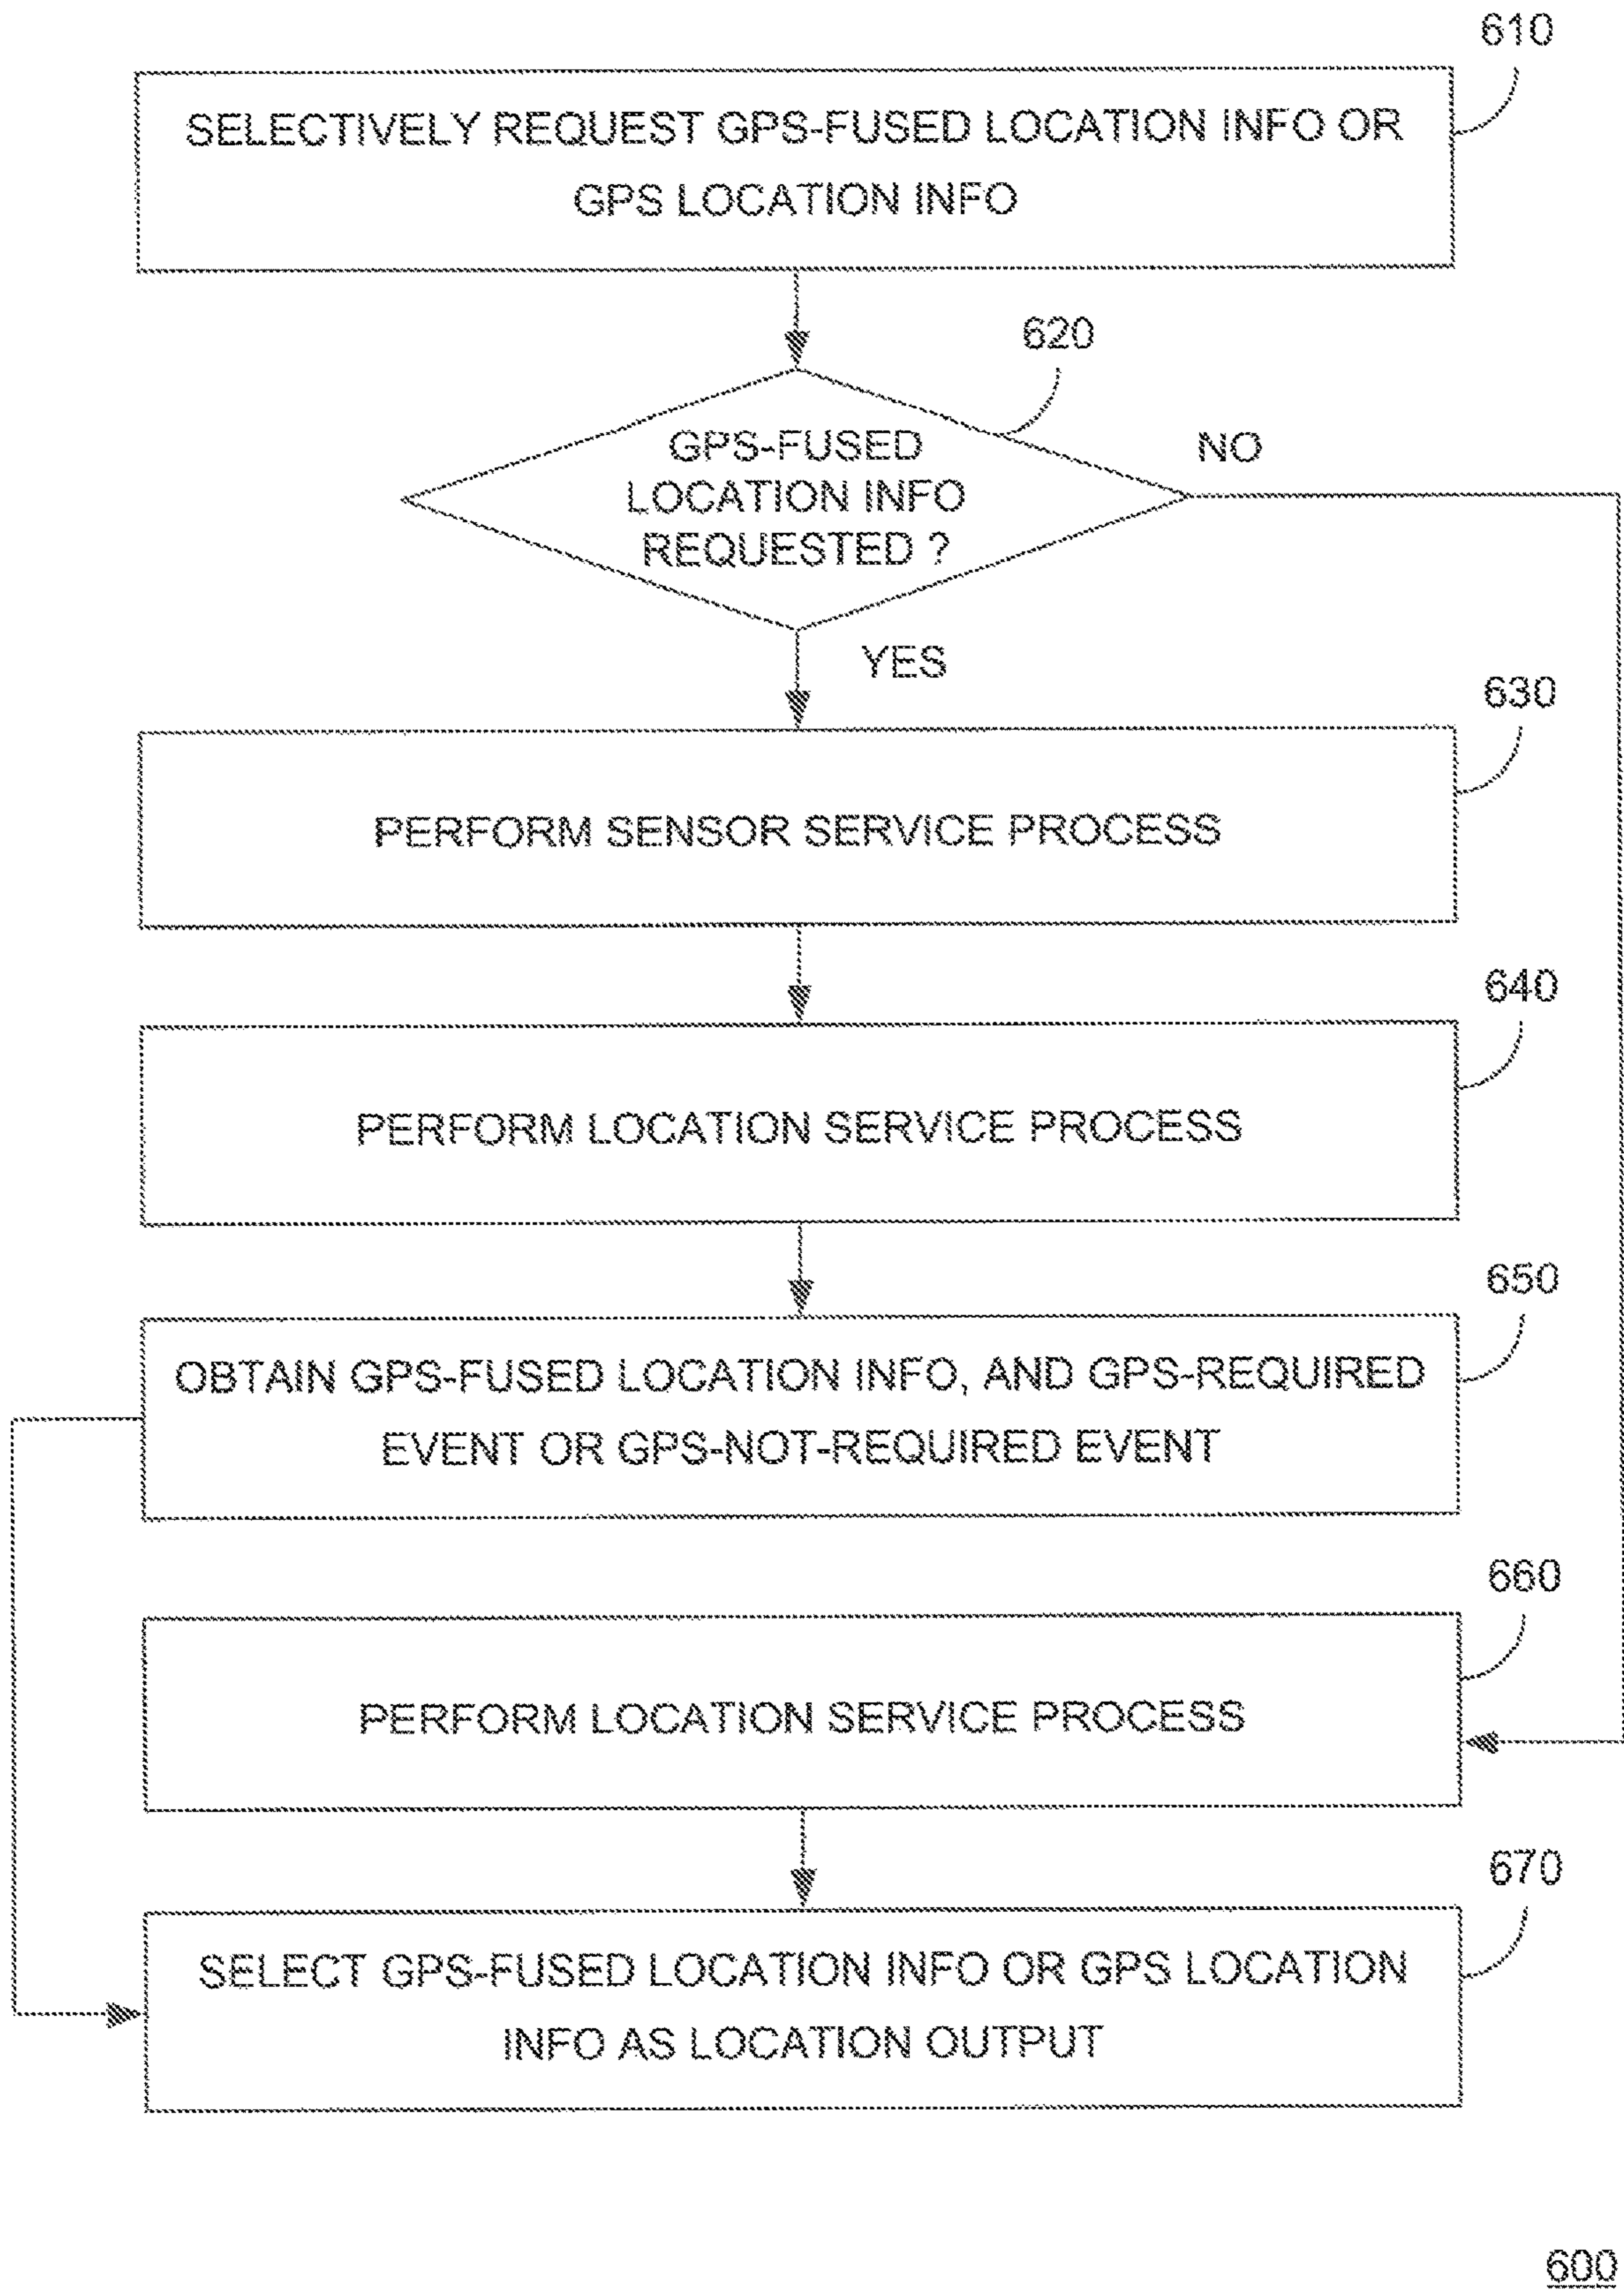 610
SELECTIVELY REQUEST GPS-FUSED LOCATION INFO OR
GPS LOCATION INFO
620
GPS-FUSED
LOCATION INFO
REQUESTED ?
NO
YES
630
PERFORM SENSOR SERVICE PROCESS
640
PERFORM LOCATION SERVICE PROCESS
650
OBTAIN GPS-FUSED LOCATION INFO, AND GPS-REQUIRED
EVENT OR GPS-NOT-REQUIRED EVENT
660
PERFORM LOCATION SERVICE PROCESS
670
SELECT GPS-FUSED LOCATION INFO OR GPS LOCATION
INFO AS LOCATION OUTPUT
600